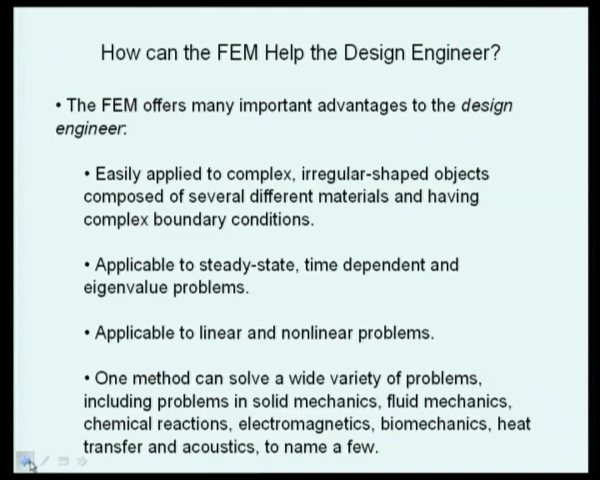 How can the FEM Help the Design Engineer?
• The FEM offers many important advantages to the design
engineer:
• Easily applied to complex, irregular-shaped objects
composed of several different materials and having
complex boundary conditions.
• Applicable to steady-state, time dependent and
eigenvalue problems.
• Applicable to linear and nonlinear problems.
• One method can solve a wide variety of problems,
including problems in solid mechanics, fluid mechanics,
chemical reactions, electromagnetics, biomechanics, heat
transfer and acoustics, to name a few.